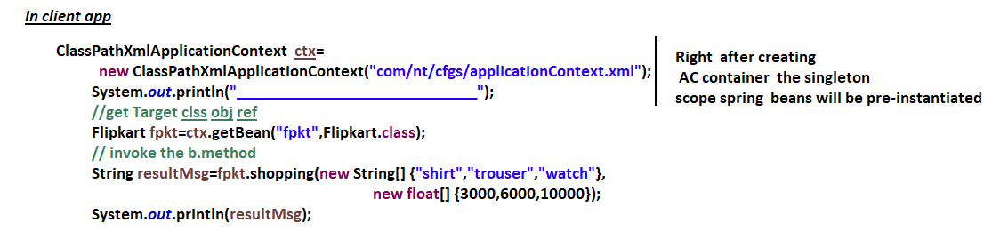 In client app
ClassPathXmlApplicationContext ctx=
new ClassPathXmlApplicationContext("com/nt/cfgs/applicationContext.xml");
System.out.println("______________________________");
//get Target clss obj ref
Flipkart fpkt=ctx.getBean("fpkt",Flipkart.class);
// invoke the b.method
String resultMsg=fpkt.shopping(new String[] {"shirt","trouser","watch"},
new float[] {3000,6000,10000});
System.out.println(resultMsg);
Right after creating
AC container the singleton
scope spring beans will be pre-instantiated